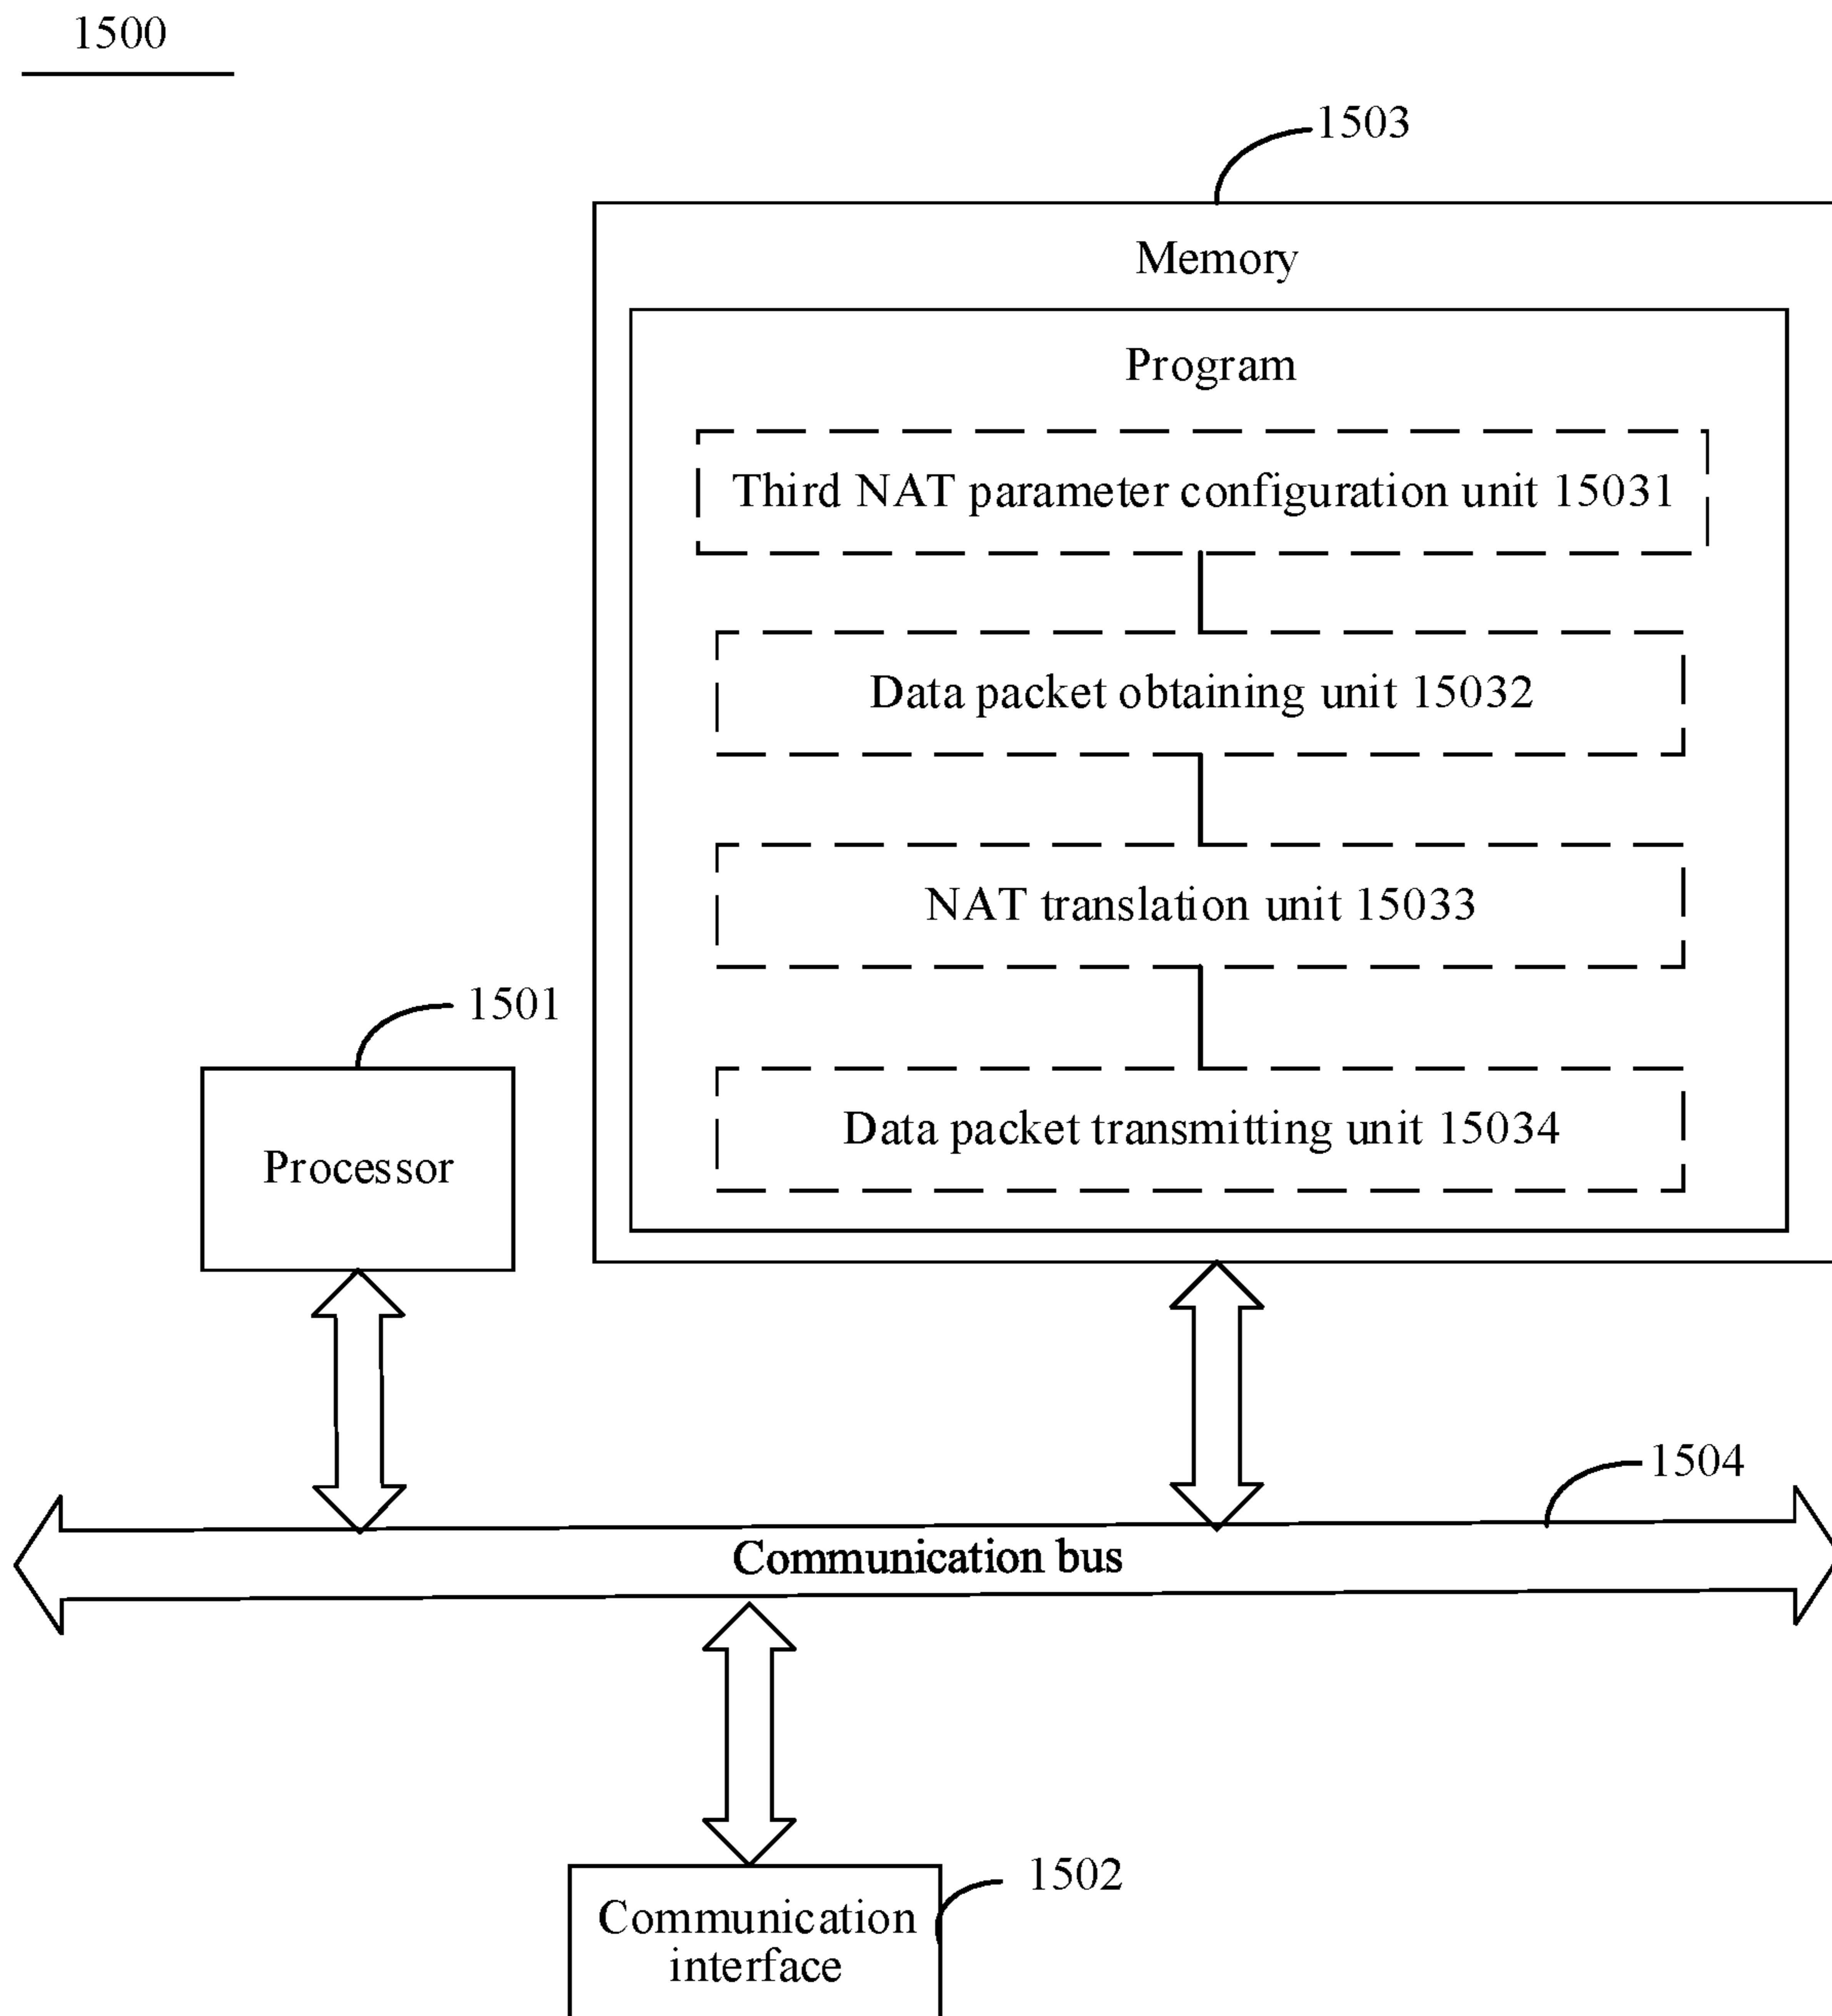 1500
1503
Memory
Program
Third NAT parameter configuration unit 15031
Data packet obtaining unit 15032
NAT translation unit 15033
Data packet transmitting unit 15034
1501
Processor
1504
Communication bus
1502
Communication
interface